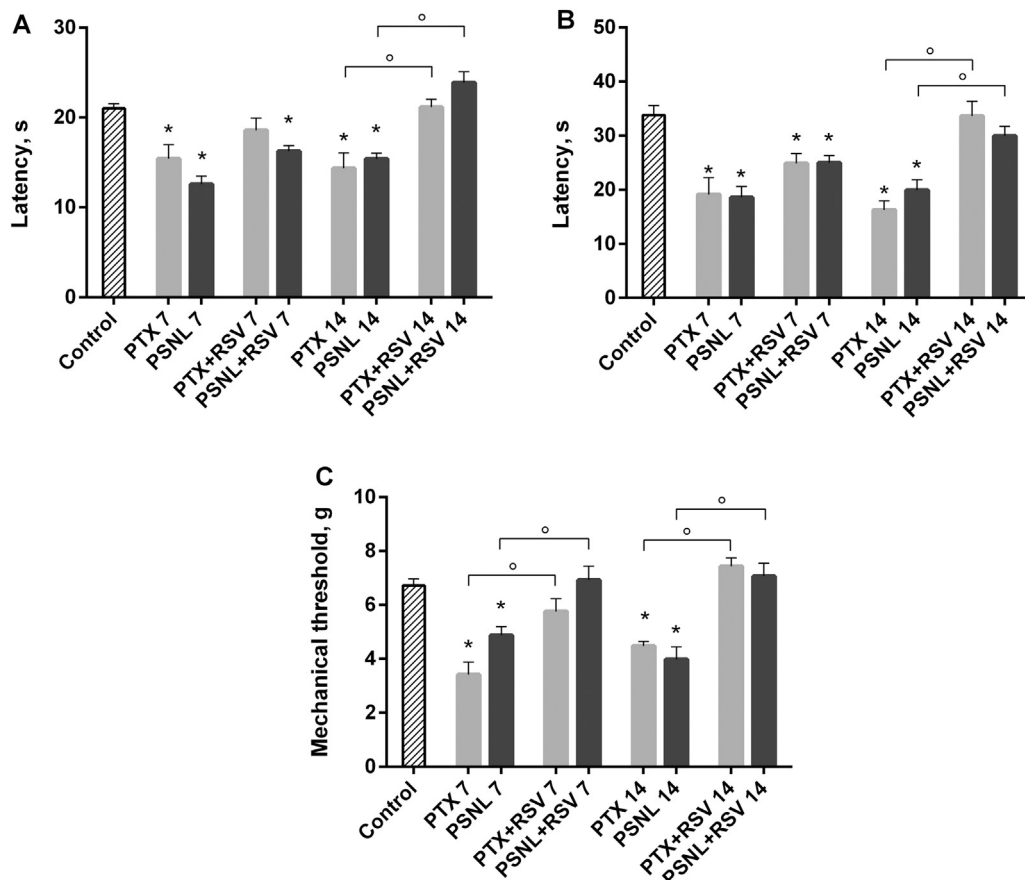 A
Latency, s
30
20
10
0
*
*
*
*
*
°
°
Control
PTX 7
PSNL 7
PTX+RSV 7
PSNL+RSV 7
PTX 14
PSNL 14
PTX+RSV 14
PSNL+RSV 14
B
Latency, s
50
40
30
20
10
0
*
*
*
*
*
*
°
°
Control
PTX 7
PSNL 7
PTX+RSV 7
PSNL+RSV 7
PTX 14
PSNL 14
PTX+RSV 14
PSNL+RSV 14
C
Mechanical threshold, g
10
8
6
4
2
0
*
*
*
*
°
°
°
°
Control
PTX 7
PSNL 7
PTX+RSV 7
PSNL+RSV 7
PTX 14
PSNL 14
PTX+RSV 14
PSNL+RSV 14